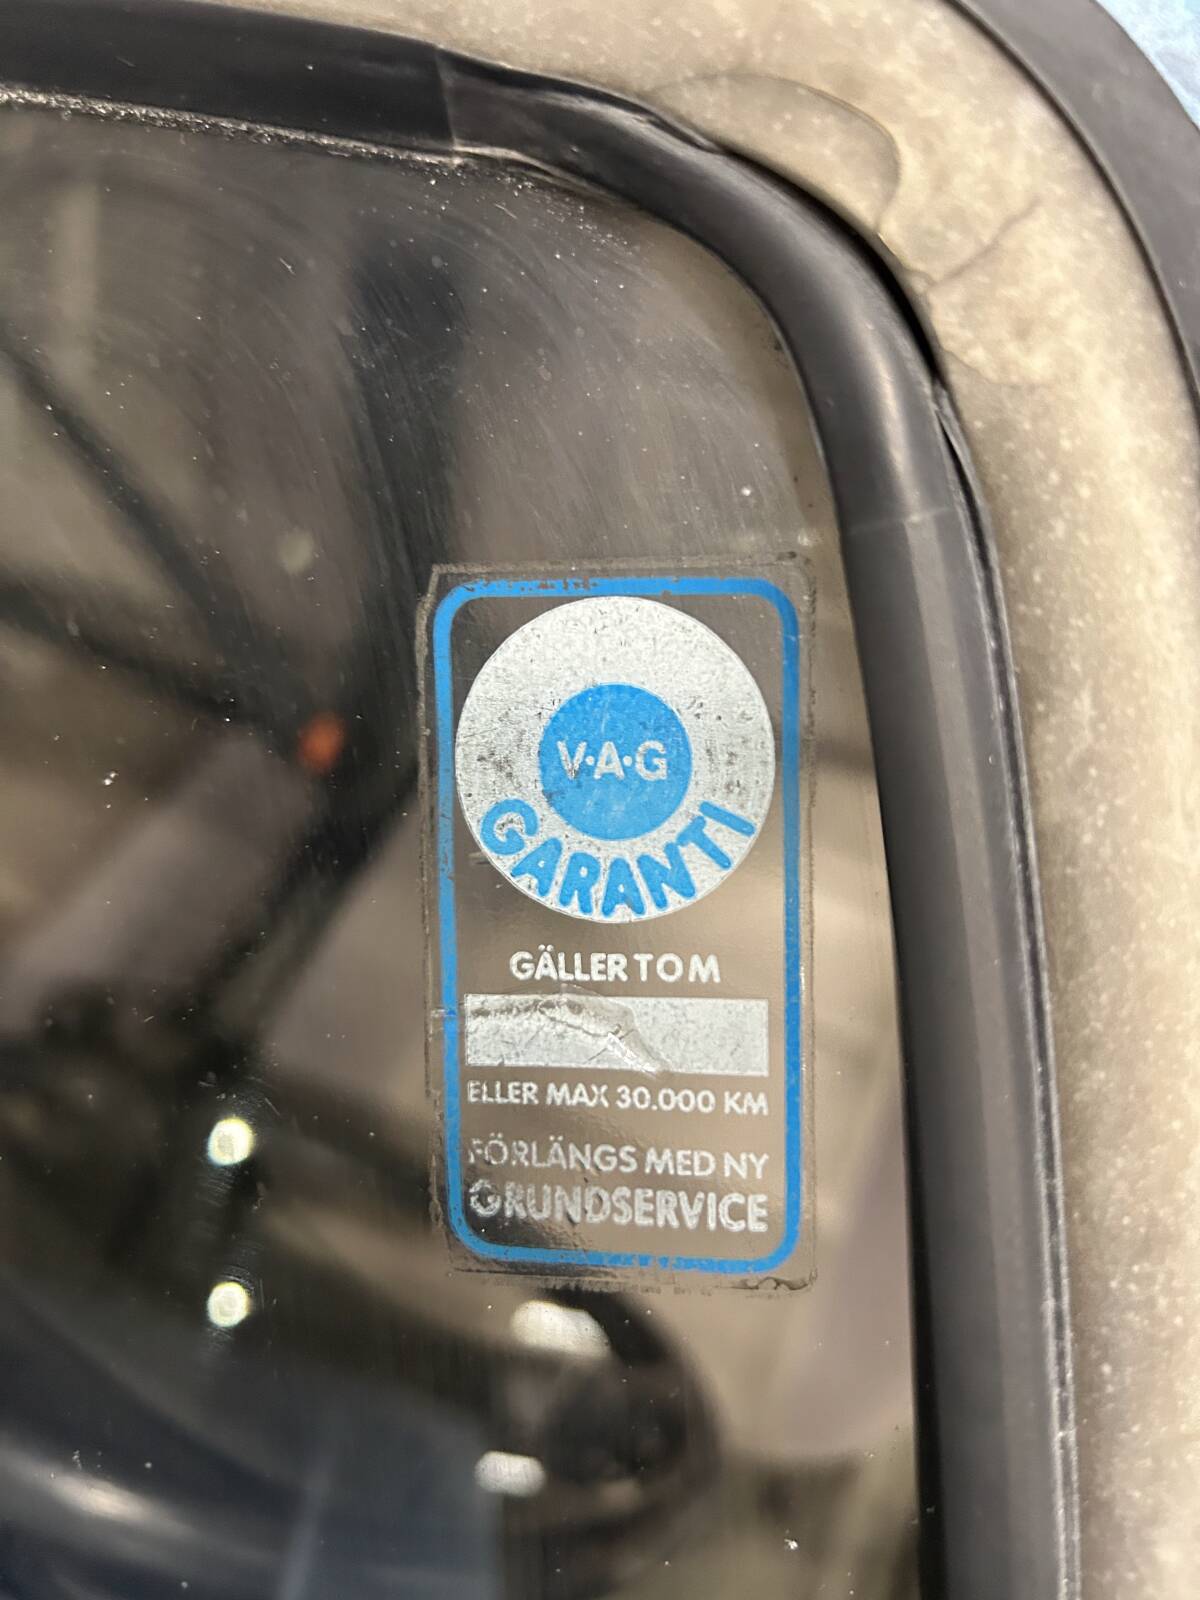 V·A·G
GARANTI
GÄLLER TOM
ELLER MAX 30.000 KM
FÖRLÄNGS MED NY
GRUNDSERVICE